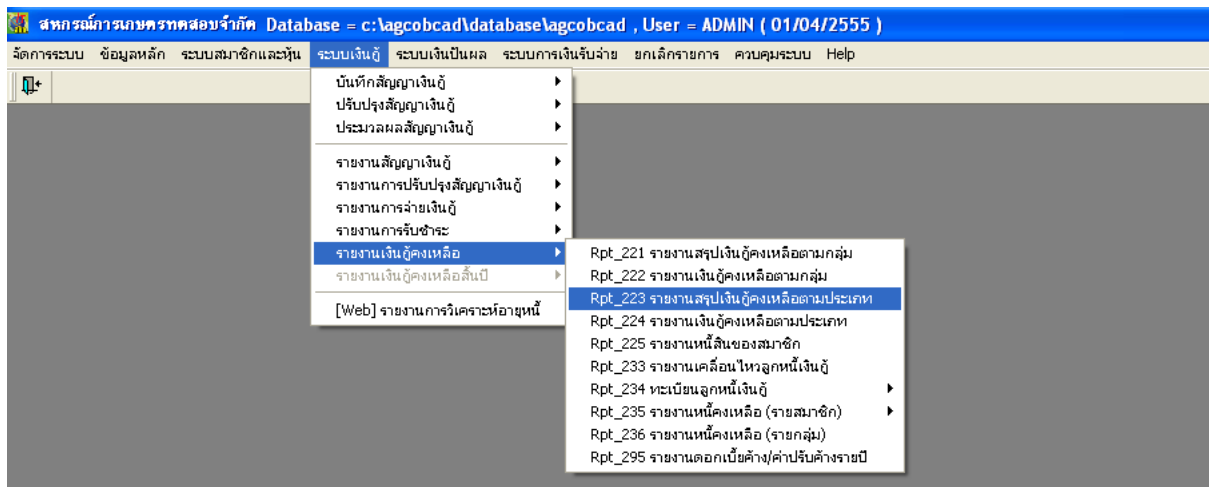 สหกรณ์การเกษตรทดสอบจำกัด Database = c:\agcobcad\database\agcobcad , User = ADMIN ( 01/04/2555 )
จัดการระบบ ข้อมูลหลัก ระบบสมาชิกและหุ้น ระบบเงินกู้ ระบบเงินปันผล ระบบการเงินรับจ่าย ยกเลิกรายการ ควบคุมระบบ Help
บันทึกสัญญาเงินกู้
ปรับปรุงสัญญาเงินกู้
ประมวลผลสัญญาเงินกู้
รายงานสัญญาเงินกู้
รายงานการปรับปรุงสัญญาเงินกู้
รายงานการจ่ายเงินกู้
รายงานการรับชำระ
รายงานเงินกู้คงเหลือ
รายงานเงินกู้คงเหลือสิ้นปี
[Web] รายงานการวิเคราะห์อายุหนี้
Rpt_221 รายงานสรุปเงินกู้คงเหลือตามกลุ่ม
Rpt_222 รายงานเงินกู้คงเหลือตามกลุ่ม
Rpt_223 รายงานสรุปเงินกู้คงเหลือตามประเภท
Rpt_224 รายงานเงินกู้คงเหลือตามประเภท
Rpt_225 รายงานหนี้สินของสมาชิก
Rpt_233 รายงานเคลื่อนไหวลูกหนี้เงินกู้
Rpt_234 ทะเบียนลูกหนี้เงินกู้
Rpt_235 รายงานหนี้คงเหลือ (รายสมาชิก)
Rpt_236 รายงานหนี้คงเหลือ (รายกลุ่ม)
Rpt_295 รายงานดอกเบี้ยค้าง/ค่าปรับค้างรายปี